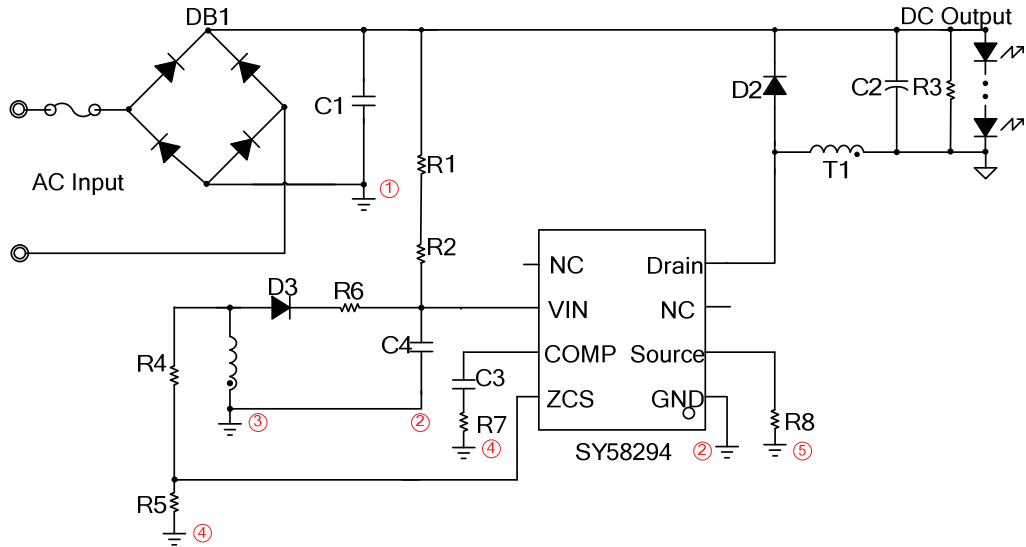 DB1
DC Output
C1
D2
C2
R3
AC Input
①
R1
T1
R2
NC
Drain
D3
R6
VIN
NC
C4
R4
COMP
Source
C3
ZCS
GND
③
②
R7
R8
④
SY58294
②
⑤
R5
④